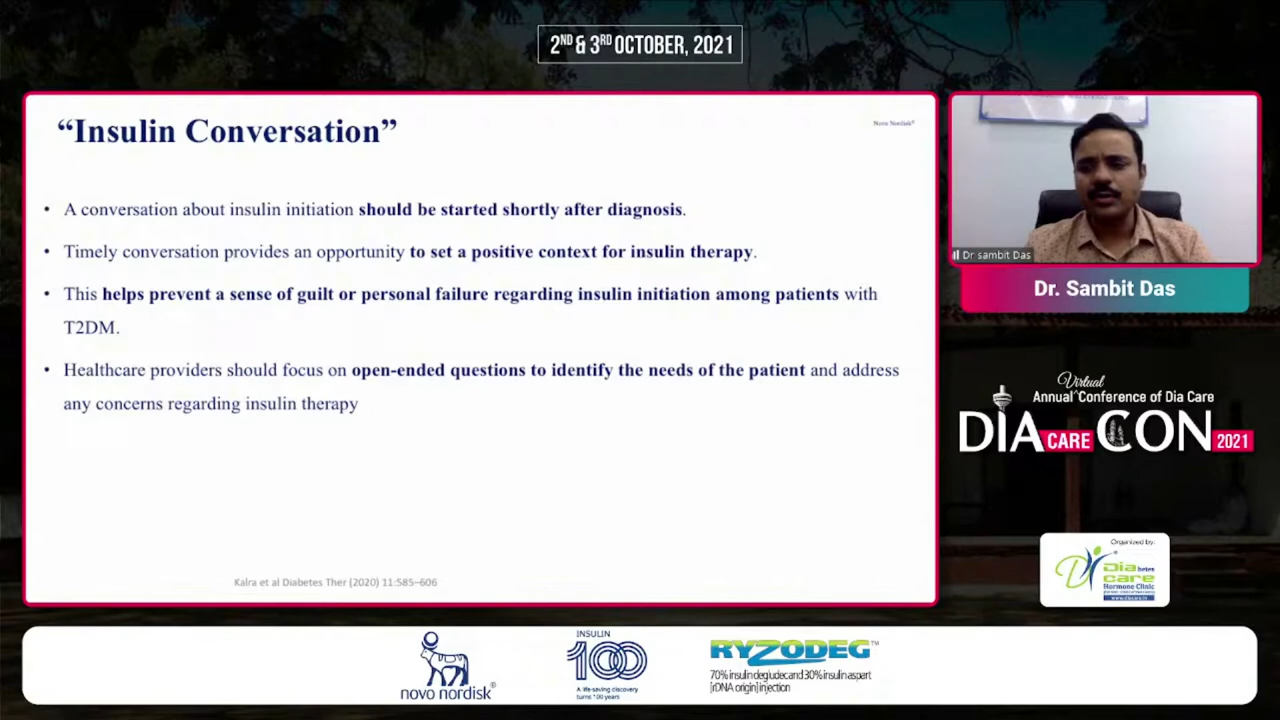 2ND & 3RD OCTOBER, 2021
“Insulin Conversation”
Novo Nordisk®
• A conversation about insulin initiation should be started shortly after diagnosis.
• Timely conversation provides an opportunity to set a positive context for insulin therapy.
• This helps prevent a sense of guilt or personal failure regarding insulin initiation among patients with
T2DM.
• Healthcare providers should focus on open-ended questions to identify the needs of the patient and address
any concerns regarding insulin therapy
Kalra et al Diabetes Ther (2020) 11:585–606
Dr sambit Das
Dr. Sambit Das
Virtual
Annual^Conference of Dia Care
DIA CARE CON 2021
Organized by:
Diabetes
care
Hormone Clinic
www.diacare.in
novo nordisk®
INSULIN
100
A life-saving discovery
turns 100 years
RYZODEG™
70% insulin degludec and 30% insulin aspart
[rDNA origin] injection